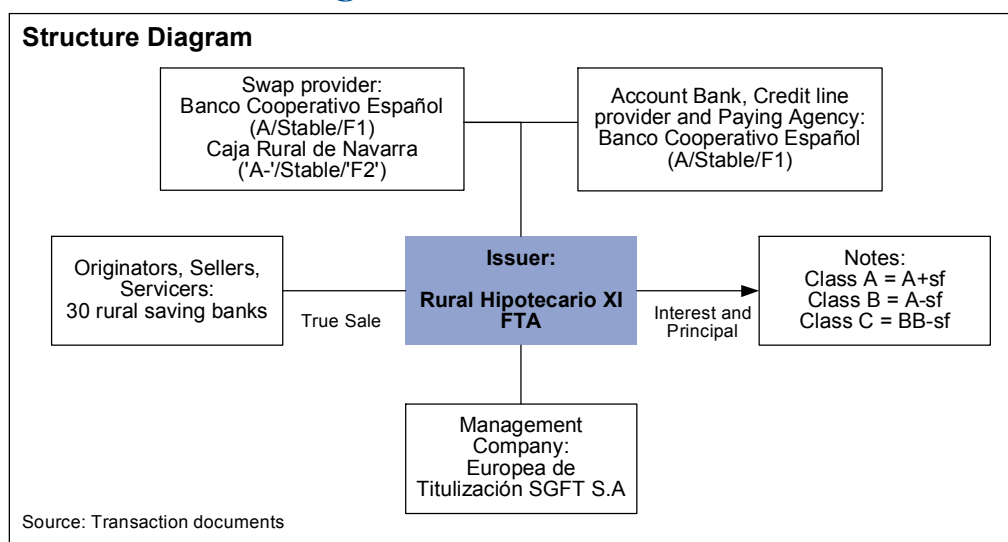 Structure Diagram
Swap provider:
Banco Cooperativo Español
(A/Stable/F1)
Caja Rural de Navarra
('A-'/Stable/'F2')
Account Bank, Credit line
provider and Paying Agency:
Banco Cooperativo Español
(A/Stable/F1)
Originators, Sellers,
Servicers:
30 rural saving banks
True Sale
Issuer:
Rural Hipotecario XI
FTA
Interest and
Principal
Notes:
Class A = A+sf
Class B = A-sf
Class C = BB-sf
Management
Company:
Europea de
Titulización SGFT S.A
Source: Transaction documents